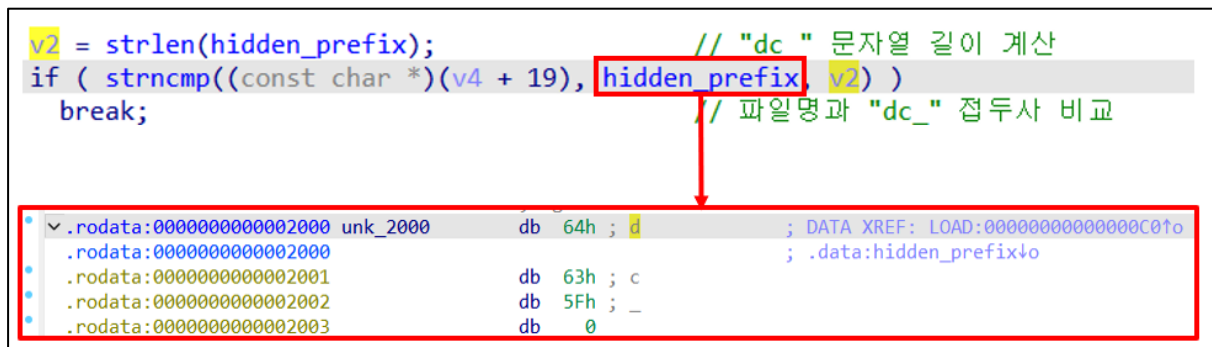 v2 = strlen(hidden_prefix); // "dc_" 문자열 길이 계산
if ( strncmp((const char *)(v4 + 19), hidden_prefix, v2) )
break; // 파일명과 "dc_" 접두사 비교
.rodata:0000000000002000 unk_2000 db 64h ; d ; DATA XREF: LOAD:00000000000000C0↑o
.rodata:0000000000002000 ; .data:hidden_prefix↓o
.rodata:0000000000002001 db 63h ; c
.rodata:0000000000002002 db 5Fh ; _
.rodata:0000000000002003 db 0